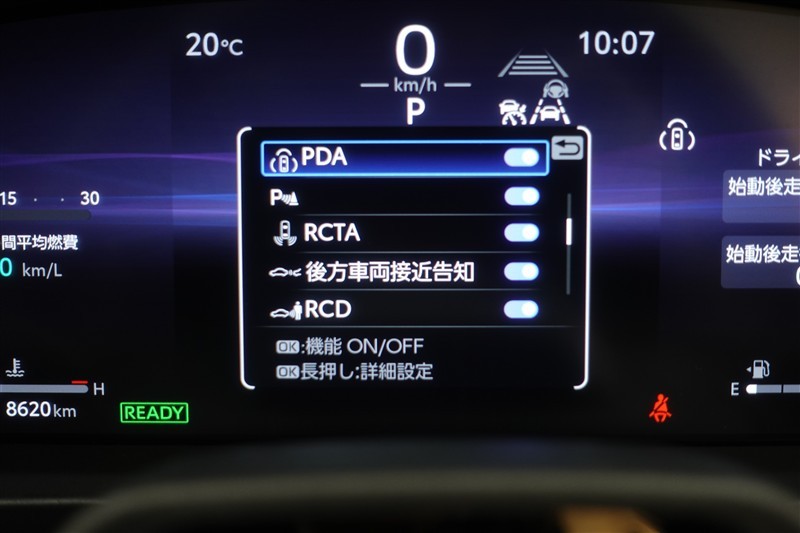 20℃
0
km/h
P
10:07
PDA
P
RCTA
後方車両接近告知
RCD
OK:機能 ON/OFF
OK長押し:詳細設定
15 · · 30
間平均燃費
0 km/L
H
8620 km
READY
ドライ
始動後走
始動後走
E